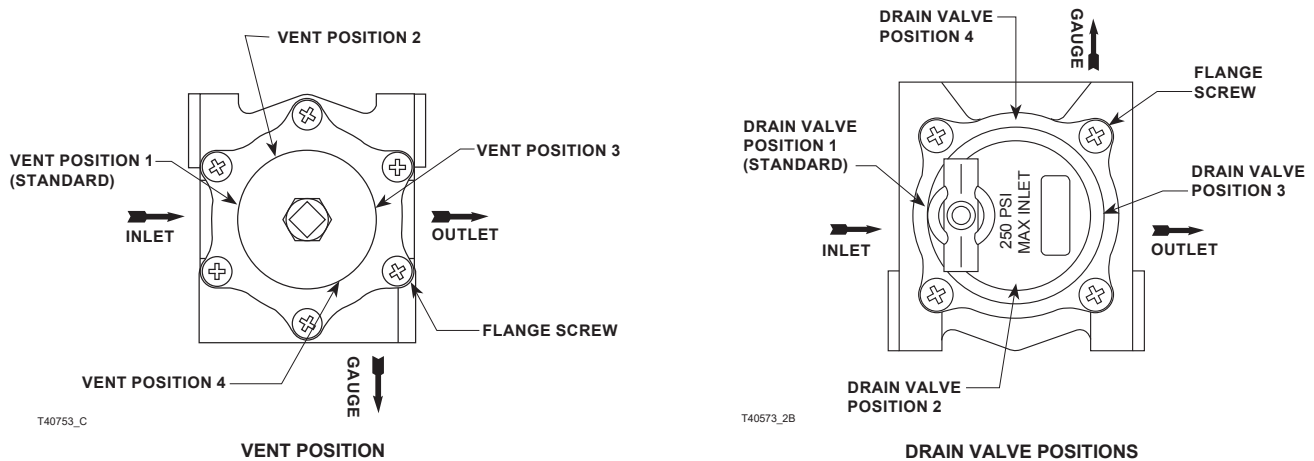 VENT POSITION 2
VENT POSITION 1
(STANDARD)
VENT POSITION 3
INLET
OUTLET
FLANGE SCREW
VENT POSITION 4
GAUGE
T40753_C
VENT POSITION
DRAIN VALVE
POSITION 4
GAUGE
FLANGE
SCREW
DRAIN VALVE
POSITION 1
(STANDARD)
DRAIN VALVE
POSITION 3
250 PSI
MAX INLET
INLET
OUTLET
DRAIN VALVE
POSITION 2
T40573_2B
DRAIN VALVE POSITIONS